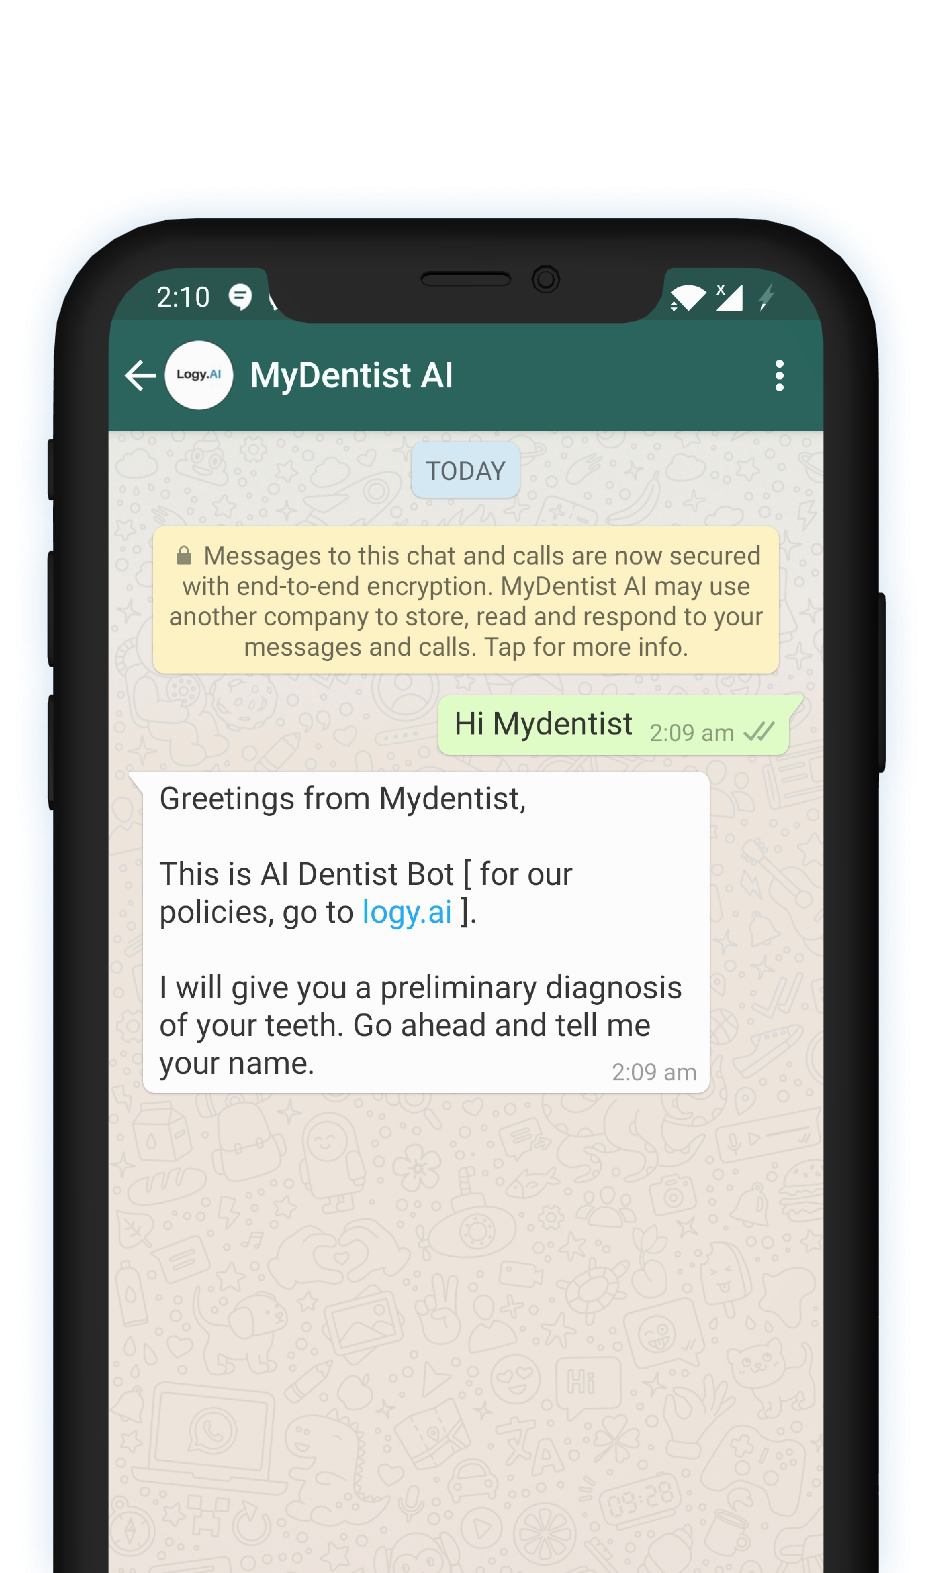 2:10
X
Logy.AI
MyDentist AI
TODAY
Messages to this chat and calls are now secured
with end-to-end encryption. MyDentist AI may use
another company to store, read and respond to your
messages and calls. Tap for more info.
Hi Mydentist 2:09 am
Greetings from Mydentist,
This is AI Dentist Bot [ for our
policies, go to logy.ai ].
I will give you a preliminary diagnosis
of your teeth. Go ahead and tell me
your name.
2:09 am
Hi
09:28